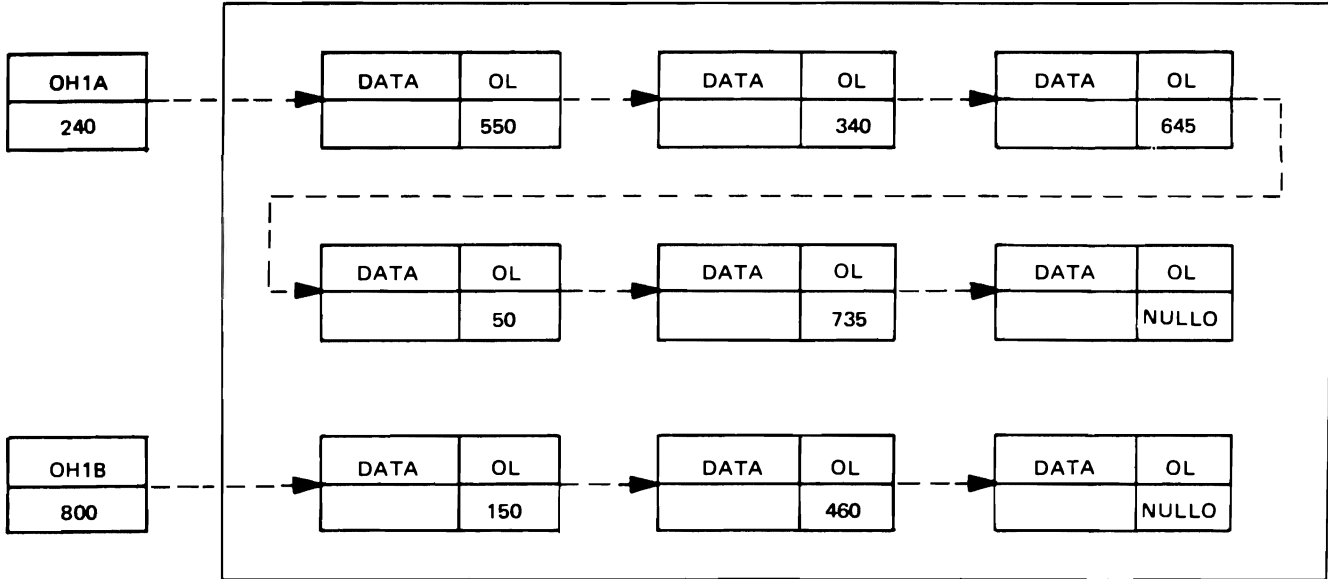 OH1A
240
DATA OL
550
DATA OL
340
DATA OL
645
DATA OL
50
DATA OL
735
DATA OL
NULLO
OH1B
800
DATA OL
150
DATA OL
460
DATA OL
NULLO